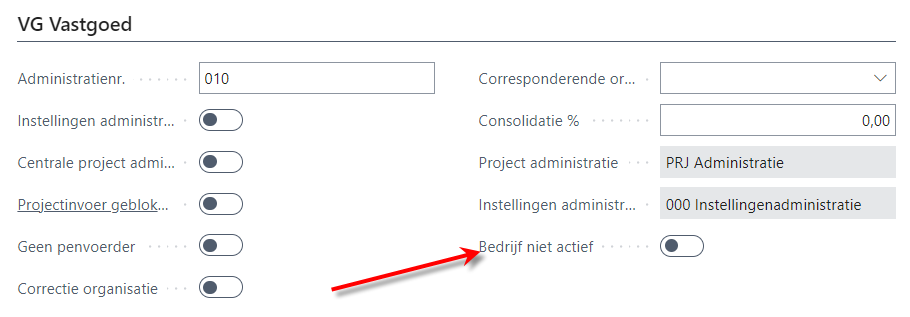 VG Vastgoed
Administratienr.
010
Instellingen administr...
Centrale project admi...
Projectinvoer geblok...
Geen penvoerder
Correctie organisatie
Corresponderende or...
Consolidatie %
0,00
Project administratie
PRJ Administratie
Instellingen administr...
000 Instellingenadministratie
Bedrijf niet actief